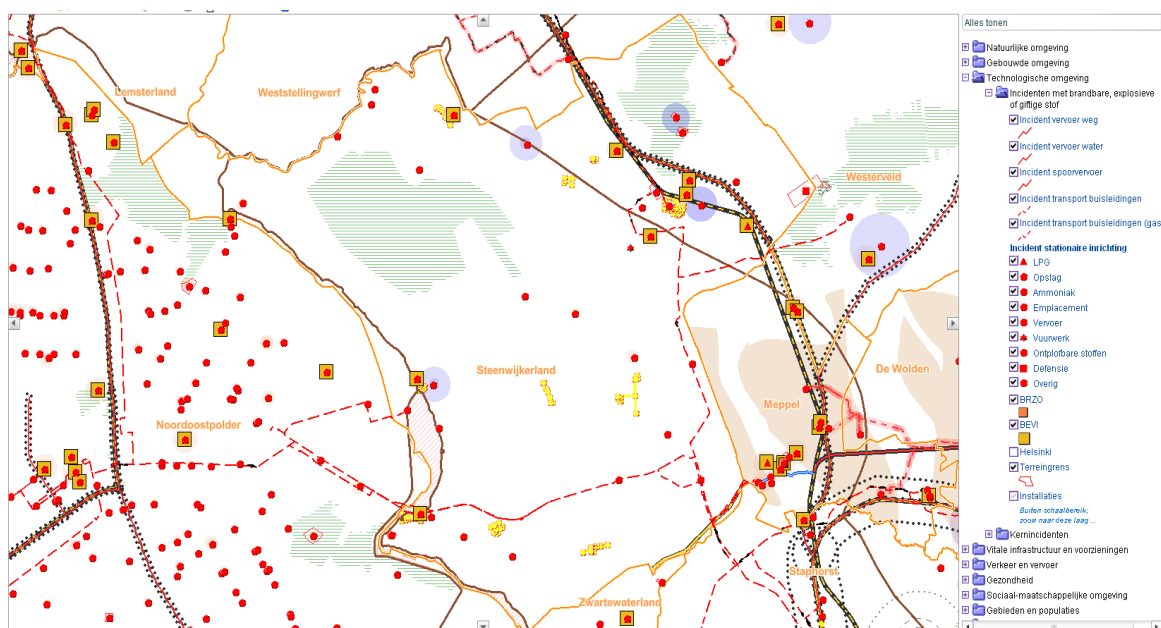 Lemsterland
Weststellingwerf
Westerveld
Steenwijkerland
De Wolden
Meppel
Noordoostpolder
Staphorst
Zwartewaterland
Alles tonen
Natuurlijke omgeving
Gebouwde omgeving
Technologische omgeving
Incidenten met brandbare, explosieve
of giftige stof
Incident vervoer weg
Incident vervoer water
Incident spoorvervoer
Incident transport buisleidingen
Incident transport buisleidingen (gas
Incident stationaire inrichting
LPG
Opslag
Ammoniak
Emplacement
Vervoer
Vuurwerk
Ontplofbare stoffen
Defensie
Overig
BRZO
BEVI
Helsinki
Terreingrens
Installaties
Buiten schaalbereik;
zoom naar deze laag...
Kernincidenten
Vitale infrastructuur en voorzieningen
Verkeer en vervoer
Gezondheid
Sociaal-maatschappelijke omgeving
Gebieden en populaties